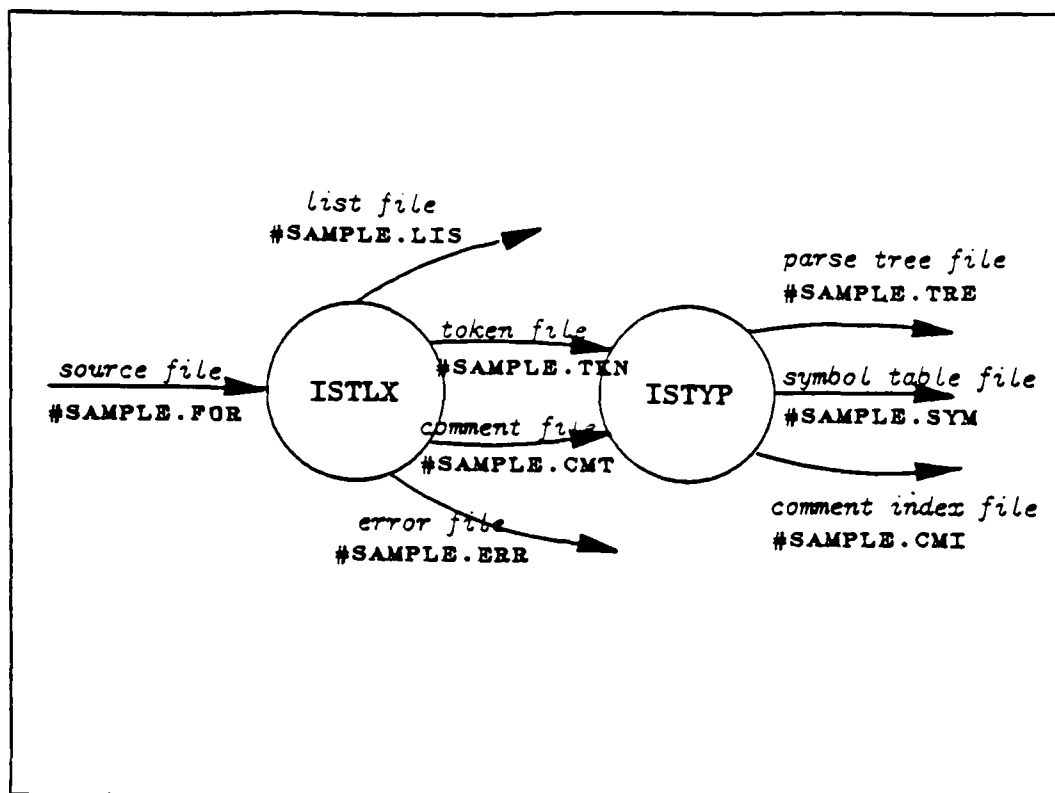 list file
#SAMPLE.LIS
parse tree file
#SAMPLE.TRE
token file
#SAMPLE.TKN
source file
#SAMPLE.FOR
ISTLX
ISTYP
symbol table file
#SAMPLE.SYM
comment file
#SAMPLE.CMT
comment index file
#SAMPLE.CMI
error file
#SAMPLE.ERR